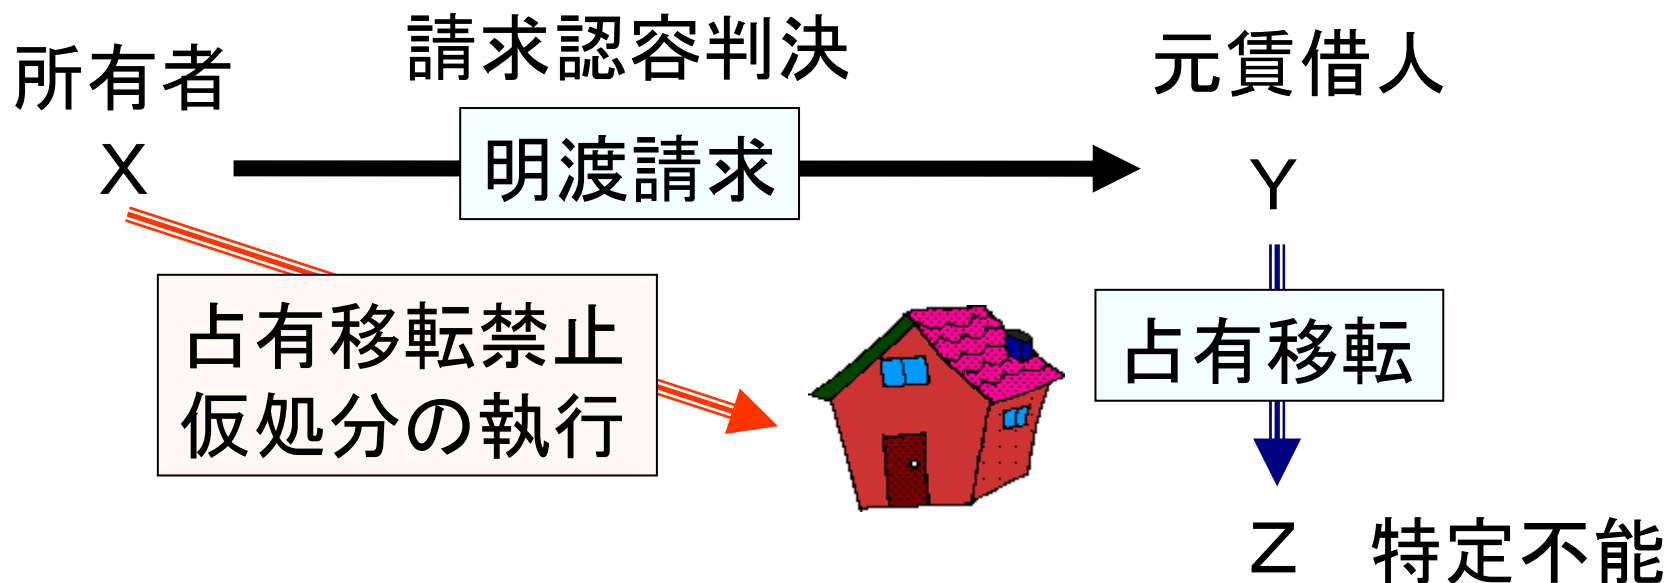 請求認容判決
所有者
元賃借人
X
明渡請求
Y
占有移転禁止
仮処分の執行
占有移転
Z 特定不能